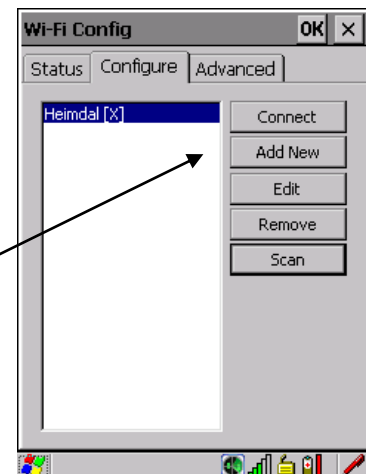 Wi-Fi Config OK ×
Status Configure Advanced
Heimdal [X]
Connect
Add New
Edit
Remove
Scan